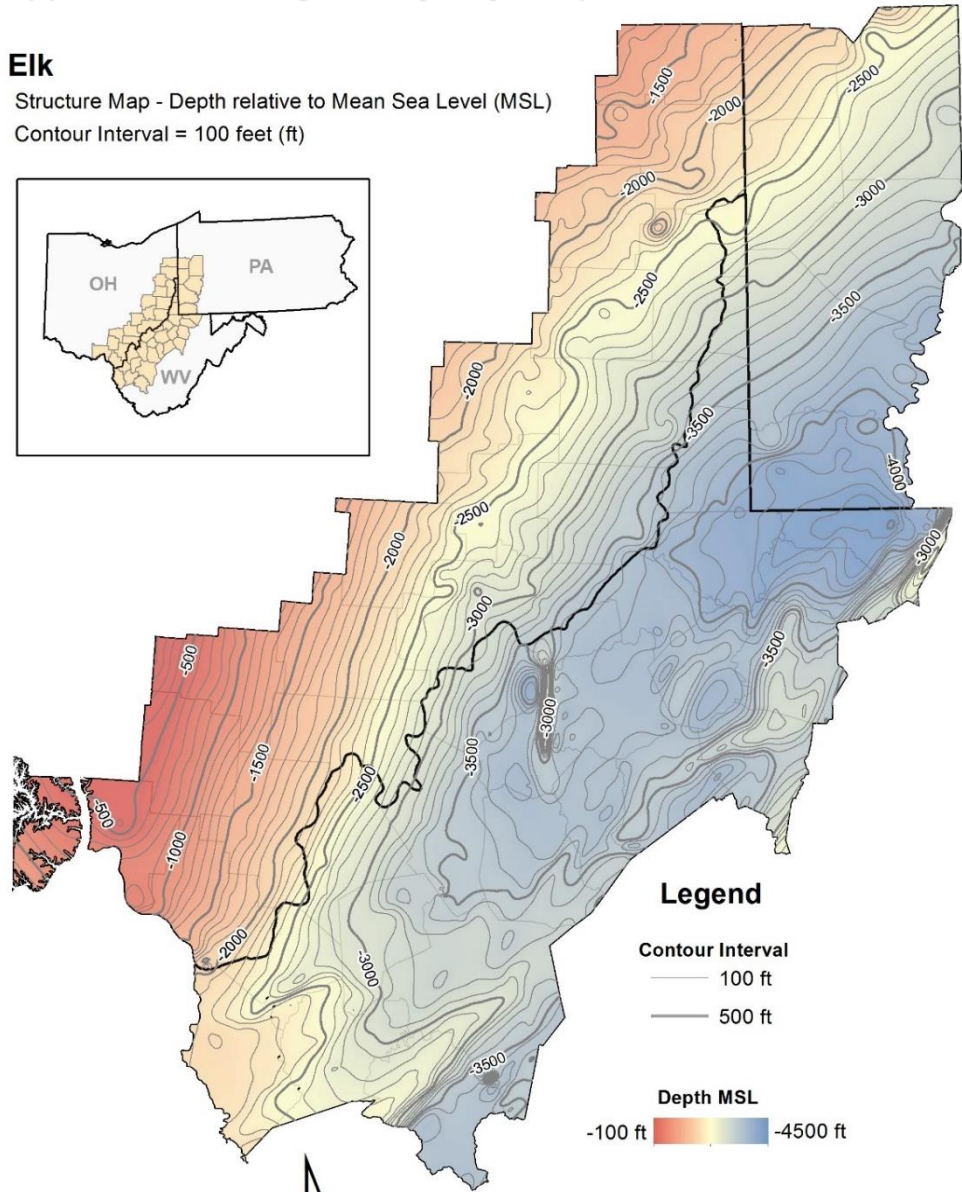 Elk
Structure Map - Depth relative to Mean Sea Level (MSL)
Contour Interval = 100 feet (ft)
OH
PA
WV
-1500
-2000
-2500
-2000
-3000
-2500
-3500
-2000
-3500
-4000
-2500
-2000
-3000
-3000
-3500
-500
-3000
-3500
-1500
-2500
-500
-1000
-2000
-3000
-3500
Legend
Contour Interval
100 ft
500 ft
Depth MSL
-100 ft
-4500 ft